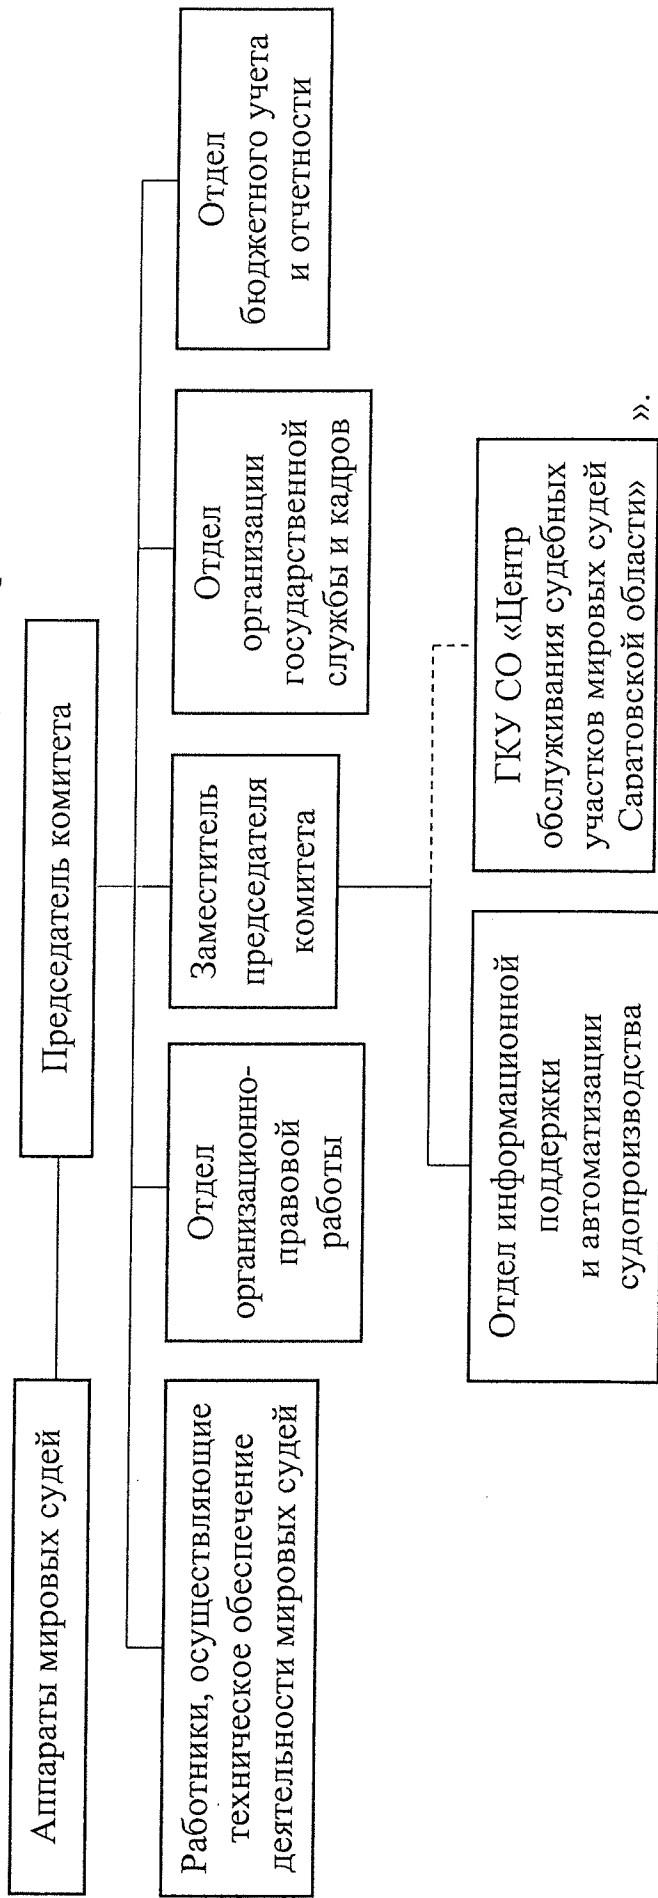 Председатель комитета
Аппараты мировых судей
Работники, осуществляющие
техническое обеспечение
деятельности мировых судей
Отдел
организационно-
правовой
работы
Заместитель
председателя
комитета
Отдел
организации
государственной
службы и кадров
Отдел
бюджетного учета
и отчетности
Отдел информационной
поддержки
и автоматизации
судопроизводства
ГКУ СО «Центр
обслуживания судебных
участков мировых судей
Саратовской области»
».